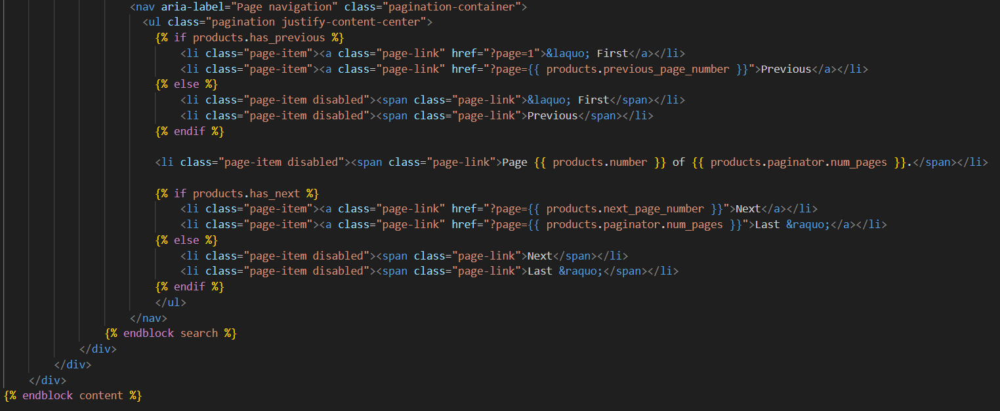 <nav aria-label="Page navigation" class="pagination-container">
<ul class="pagination justify-content-center">
{% if products.has_previous %}
<li class="page-item"><a class="page-link" href="?page=1">&laquo; First</a></li>
<li class="page-item"><a class="page-link" href="?page={{ products.previous_page_number }}">Previous</a></li>
{% else %}
<li class="page-item disabled"><span class="page-link">&laquo; First</span></li>
<li class="page-item disabled"><span class="page-link">Previous</span></li>
{% endif %}
<li class="page-item disabled"><span class="page-link">Page {{ products.number }} of {{ products.paginator.num_pages }}.</span></li>
{% if products.has_next %}
<li class="page-item"><a class="page-link" href="?page={{ products.next_page_number }}">Next</a></li>
<li class="page-item"><a class="page-link" href="?page={{ products.paginator.num_pages }}">Last &raquo;</a></li>
{% else %}
<li class="page-item disabled"><span class="page-link">Next</span></li>
<li class="page-item disabled"><span class="page-link">Last &raquo;</span></li>
{% endif %}
</ul>
</nav>
{% endblock search %}
</div>
</div>
</div>
{% endblock content %}